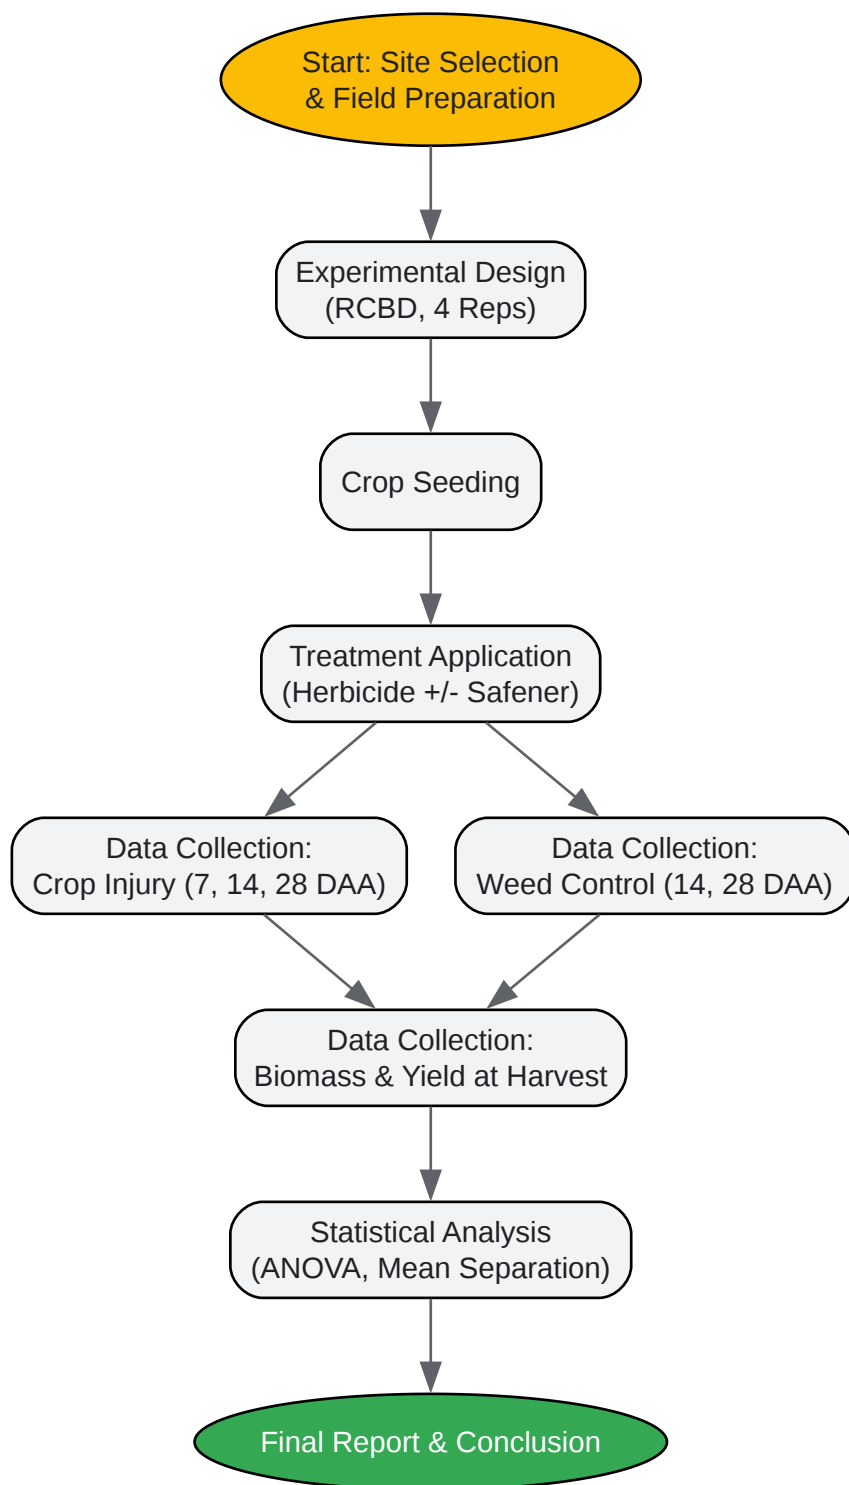 Start: Site Selection
& Field Preparation
Experimental Design
(RCBD, 4 Reps)
Crop Seeding
Treatment Application
(Herbicide +/- Safener)
Data Collection:
Crop Injury (7, 14, 28 DAA)
Data Collection:
Weed Control (14, 28 DAA)
Data Collection:
Biomass & Yield at Harvest
Statistical Analysis
(ANOVA, Mean Separation)
Final Report & Conclusion